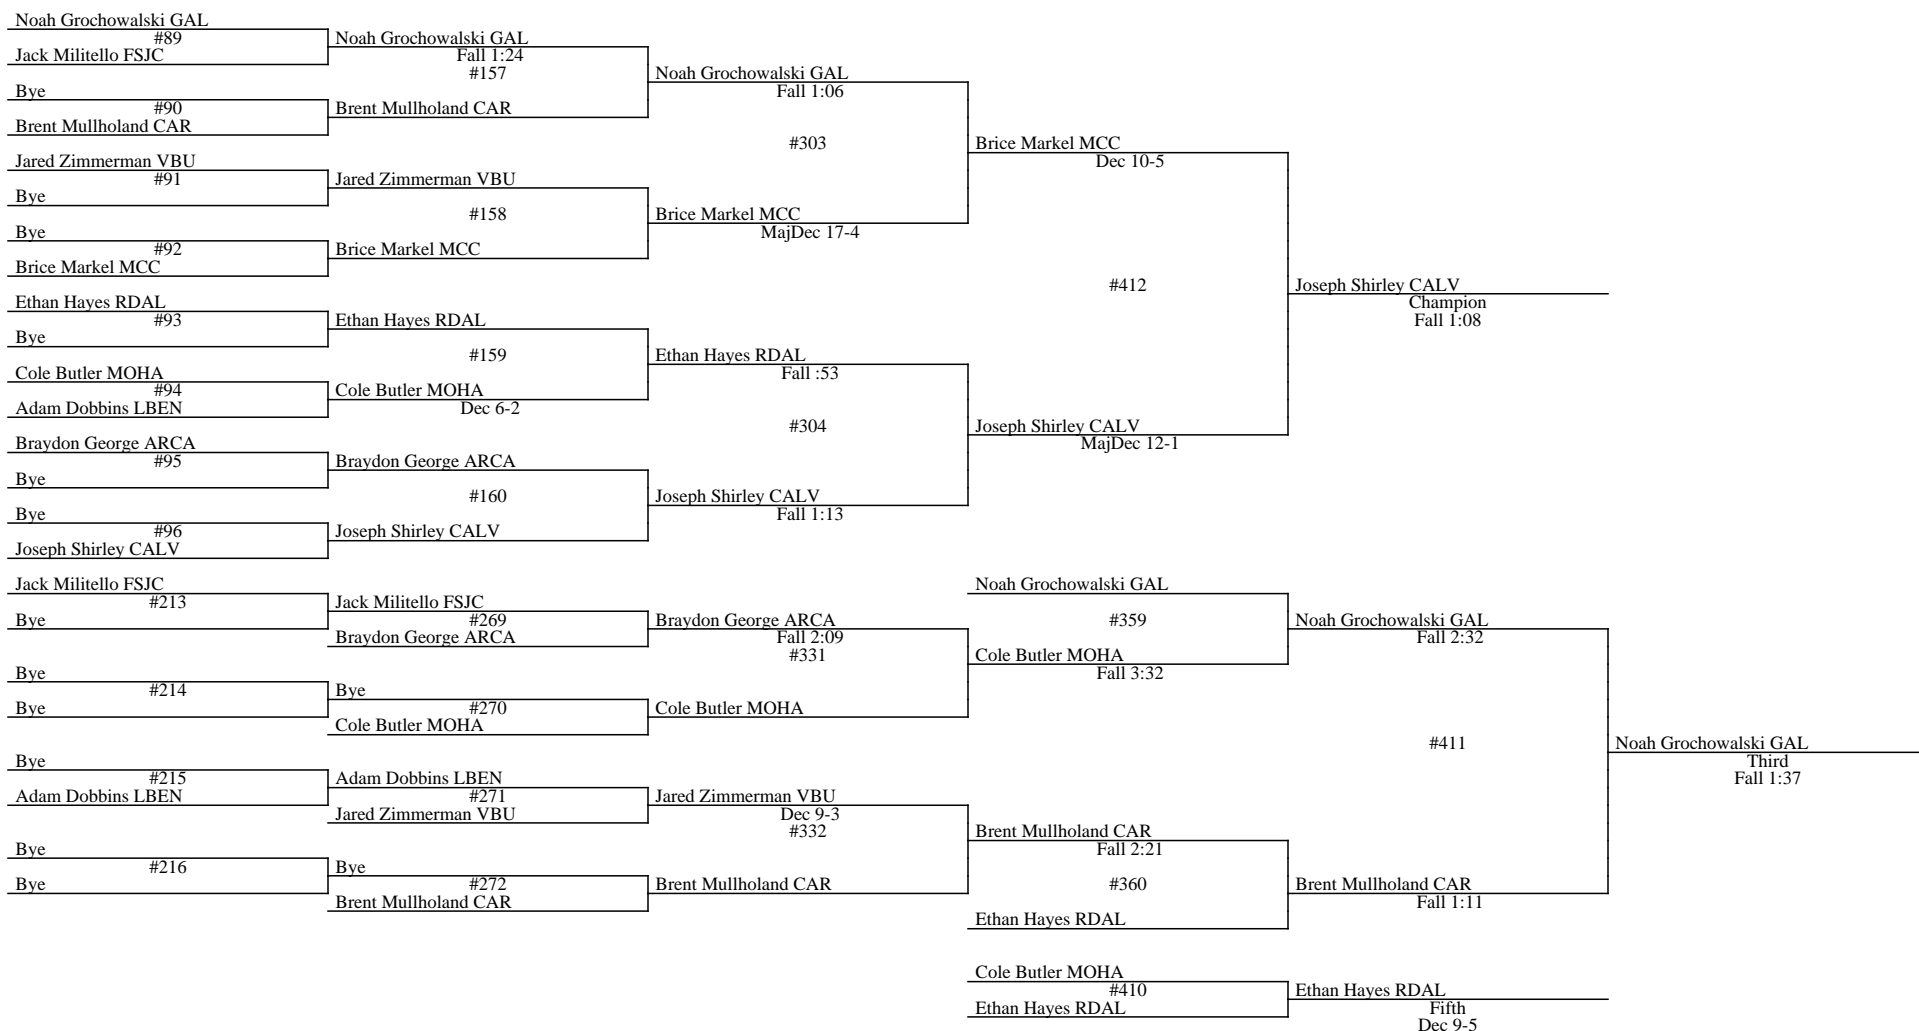 Noah Grochowalski GAL
#89
Jack Militello FSJC
Bye
#90
Brent Mullholand CAR
Jared Zimmerman VBU
#91
Bye
Bye
#92
Brice Markel MCC
Ethan Hayes RDAL
#93
Bye
Cole Butler MOHA
#94
Adam Dobbins LBEN
Braydon George ARCA
#95
Bye
Bye
#96
Joseph Shirley CALV
Noah Grochowalski GAL
Fall 1:24
#157
Brent Mullholand CAR
Jared Zimmerman VBU
#158
Brice Markel MCC
Ethan Hayes RDAL
#159
Cole Butler MOHA
Dec 6-2
Braydon George ARCA
#160
Joseph Shirley CALV
Noah Grochowalski GAL
Fall 1:06
#303
Brice Markel MCC
MajDec 17-4
Ethan Hayes RDAL
Fall :53
#304
Joseph Shirley CALV
Fall 1:13
Brice Markel MCC
Dec 10-5
#412
Joseph Shirley CALV
MajDec 12-1
Joseph Shirley CALV
Champion
Fall 1:08
Jack Militello FSJC
#213
Bye
Bye
#214
Bye
Bye
#215
Adam Dobbins LBEN
Bye
#216
Bye
Jack Militello FSJC
#269
Braydon George ARCA
Bye
#270
Cole Butler MOHA
Adam Dobbins LBEN
#271
Jared Zimmerman VBU
Bye
#272
Brent Mullholand CAR
Braydon George ARCA
Fall 2:09
#331
Cole Butler MOHA
Jared Zimmerman VBU
Dec 9-3
#332
Brent Mullholand CAR
Noah Grochowalski GAL
#359
Cole Butler MOHA
Fall 3:32
Brent Mullholand CAR
Fall 2:21
#360
Ethan Hayes RDAL
Noah Grochowalski GAL
Fall 2:32
#411
Brent Mullholand CAR
Fall 1:11
Noah Grochowalski GAL
Third
Fall 1:37
Cole Butler MOHA
#410
Ethan Hayes RDAL
Ethan Hayes RDAL
Fifth
Dec 9-5